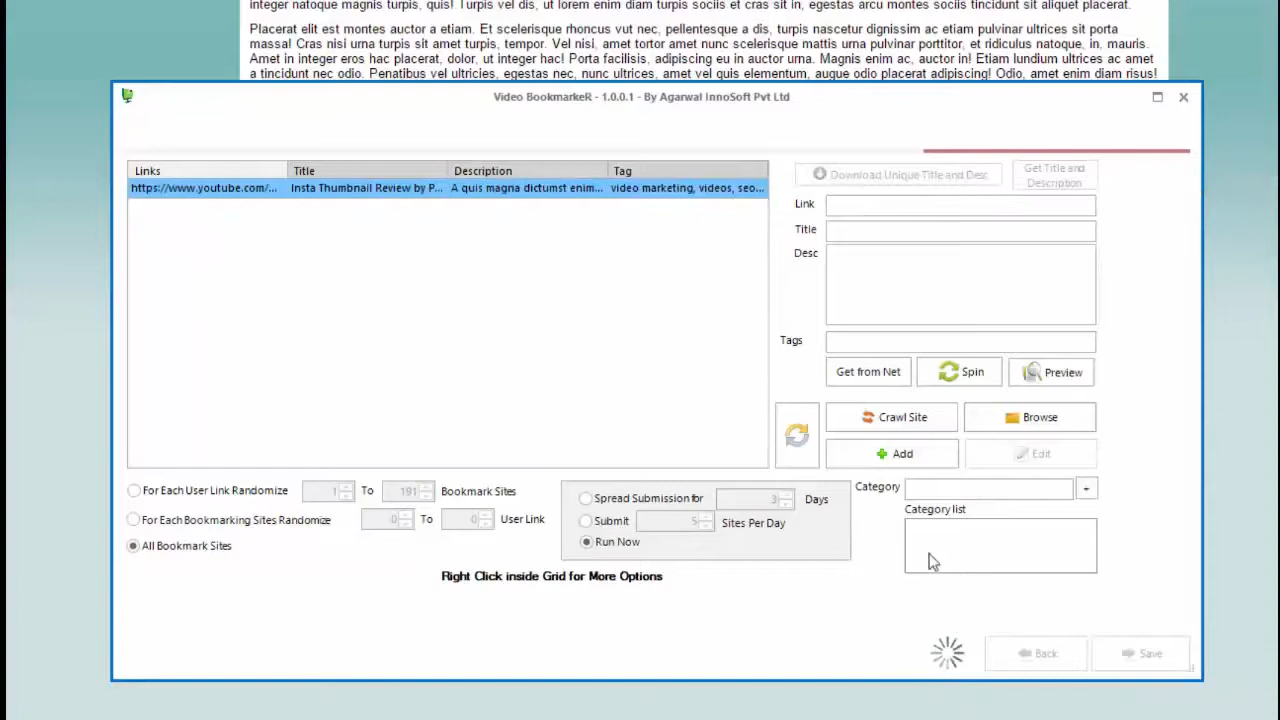 integer natoque magnis turpis, quis! Turpis vel dis, ut lorem enim diam turpis sociis et cras sit in, egestas arcu montes sociis tincidunt sit aliquet placerat.
Placerat elit est montes auctor a etiam. Et scelerisque rhoncus vut nec, pellentesque a dis, turpis nascetur dignissim ac etiam pulvinar ultrices sit porta
massa! Cras nisi urna turpis sit amet turpis, tempor. Vel nisi, amet tortor amet nunc scelerisque mattis urna pulvinar porttitor, et ridiculus natoque, in, mauris.
Amet in integer eros hac placerat, dolor, ut integer hac! Porta facilisis, adipiscing eu in auctor urna. Magnis enim ac, auctor in! Etiam lundium ultrices ac
a tincidunt nec odio. Penatibus vel ultricies, egestas nec, nunc ultrices, amet vel quis elementum, augue odio placerat adipiscing! Odio, amet enim diam risus!
Video BookmarkeR - 1.0.0.1 - By Agarwal InnoSoft Pvt Ltd
Links Title Description Tag
https://www.youtube.com/... Insta Thumbnail Review by P... A quis magna dictumst enim... video marketing, videos, seo...
Download Unique Title and Desc
Get Title and
Description
Link
Title
Desc
Tags
Get from Net Spin Preview
Crawl Site Browse
Add Edit
For Each User Link Randomize 1 To 191 Bookmark Sites
For Each Bookmarking Sites Randomize 0 To 0 User Link
All Bookmark Sites
Spread Submission for 3 Days
Submit 5 Sites Per Day
Run Now
Category
Category list
Right Click inside Grid for More Options
Back Save